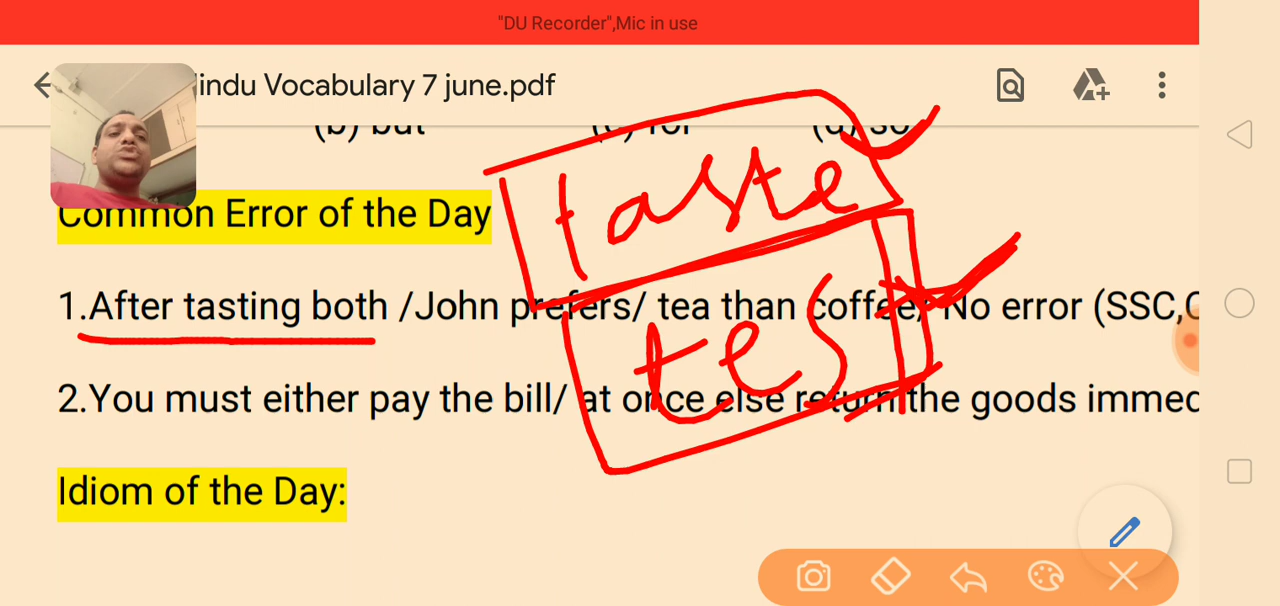 "DU Recorder",Mic in use
indu Vocabulary 7 june.pdf
(b) but (c) for (d) so
Common Error of the Day
taste
1.After tasting both /John prefers/ tea than coffee/ No error (SSC,C
test
2.You must either pay the bill/ at once else return the goods immed
Idiom of the Day: